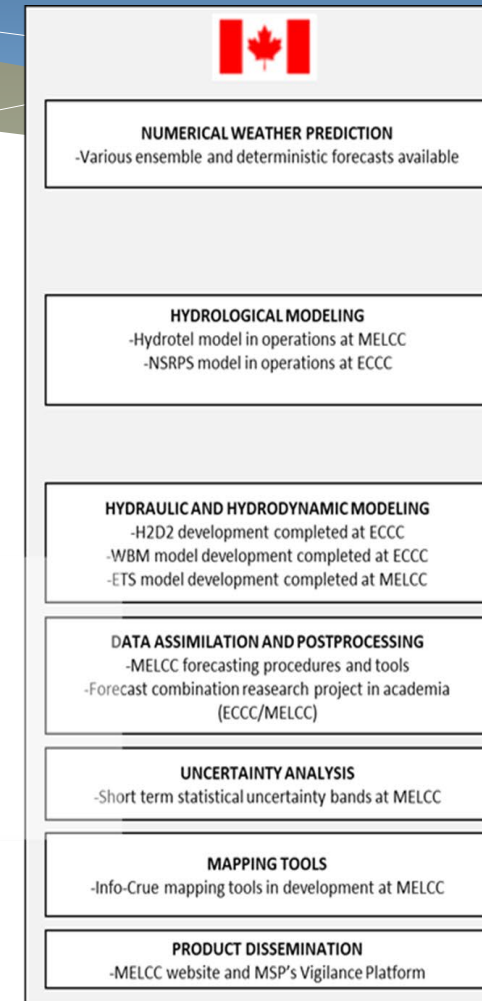 NUMERICAL WEATHER PREDICTION
-Various ensemble and deterministic forecasts available
HYDROLOGICAL MODELING
-Hydrotel model in operations at MELCC
-NSRPS model in operations at ECCC
HYDRAULIC AND HYDRODYNAMIC MODELING
-H2D2 development completed at ECCC
-WBM model development completed at ECCC
-ETS model development completed at MELCC
DATA ASSIMILATION AND POSTPROCESSING
-MELCC forecasting procedures and tools
-Forecast combination reasearch project in academia
(ECCC/MELCC)
UNCERTAINTY ANALYSIS
-Short term statistical uncertainty bands at MELCC
MAPPING TOOLS
-Info-Crue mapping tools in development at MELCC
PRODUCT DISSEMINATION
-MELCC website and MSP's Vigilance Platform